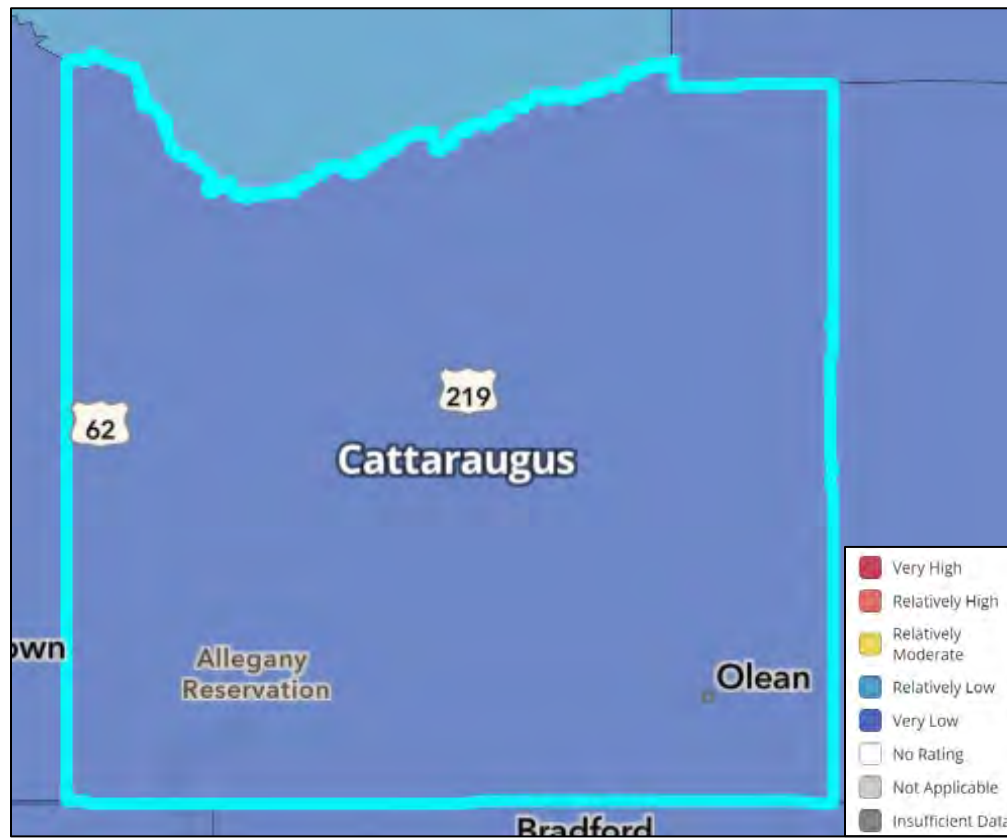 219
62
Cattaraugus
own
Allegany
Reservation
Olean
Bradford
Very High
Relatively High
Relatively
Moderate
Relatively Low
Very Low
No Rating
Not Applicable
Insufficient Data